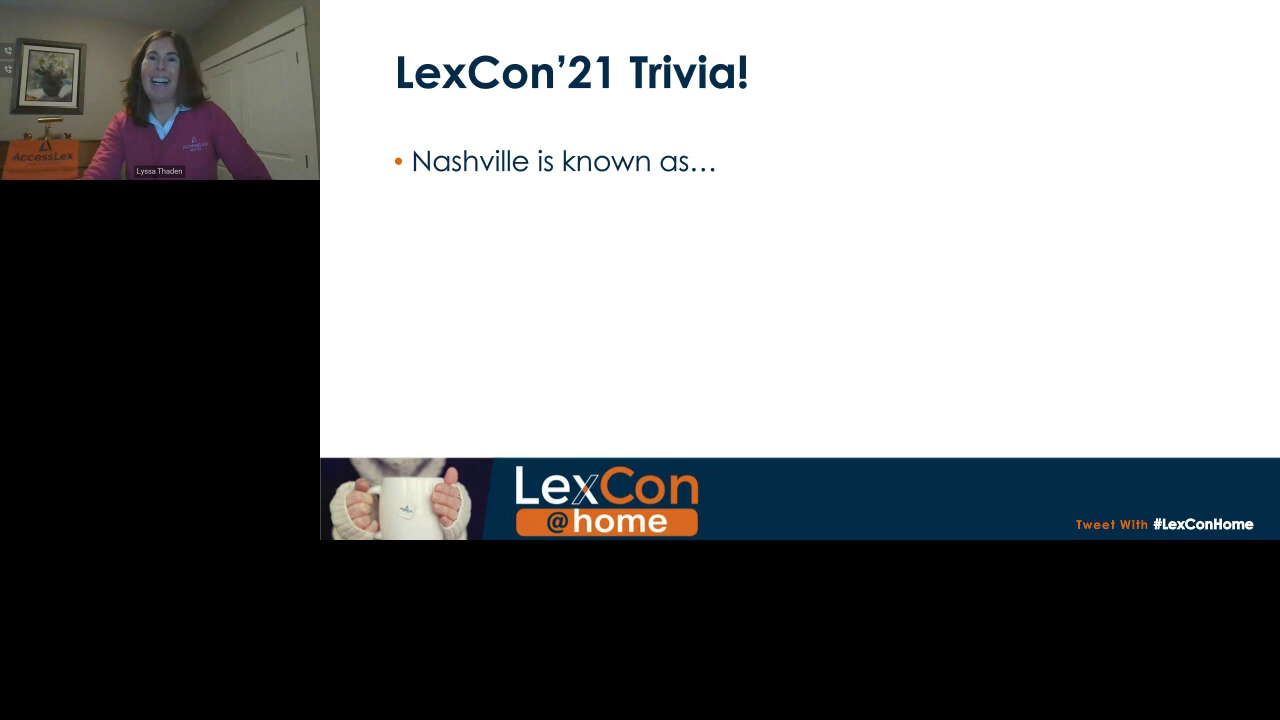 LexCon’21 Trivia!
• Nashville is known as…
AccessLex
Lyssa Thaden
LexCon
@home
Tweet With #LexConHome